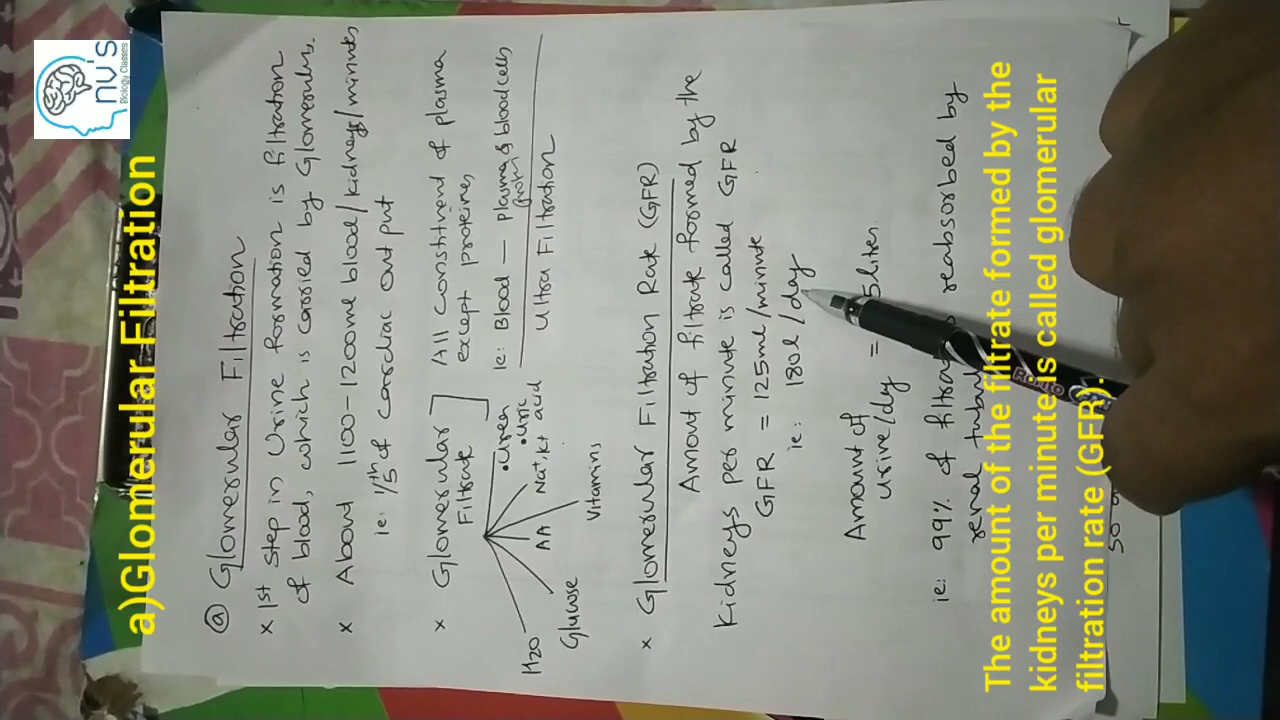 nv's
Biology Classes
a)Glomerular Filtration
ⓐ Glomerular Filtration
x 1st step in Urine formation is filtration
of blood, which is carried by Glomerulus.
x About 1100-1200ml blood/kidneys/minutes
ie: 1/5th of cardiac out put
x Glomerular Filtrate ] All constituent of plasma
except proteins
ie: Blood — plasma proteins & blood cells
H2O
Glucose
AA
Vitamins
Na+, K+
• Urea
• Uric acid
Ultra Filtration
x Glomerular Filtration Rate (GFR)
Amout of filtrate formed by the
kidneys per minute is called GFR
GFR = 125ml/minute
ie: 180l/day
Amount of
urine/day = 5liter
ie: 99% of reabsorbed by
renal
50
The amount of the filtrate formed by the
kidneys per minute is called glomerular
filtration rate (GFR).